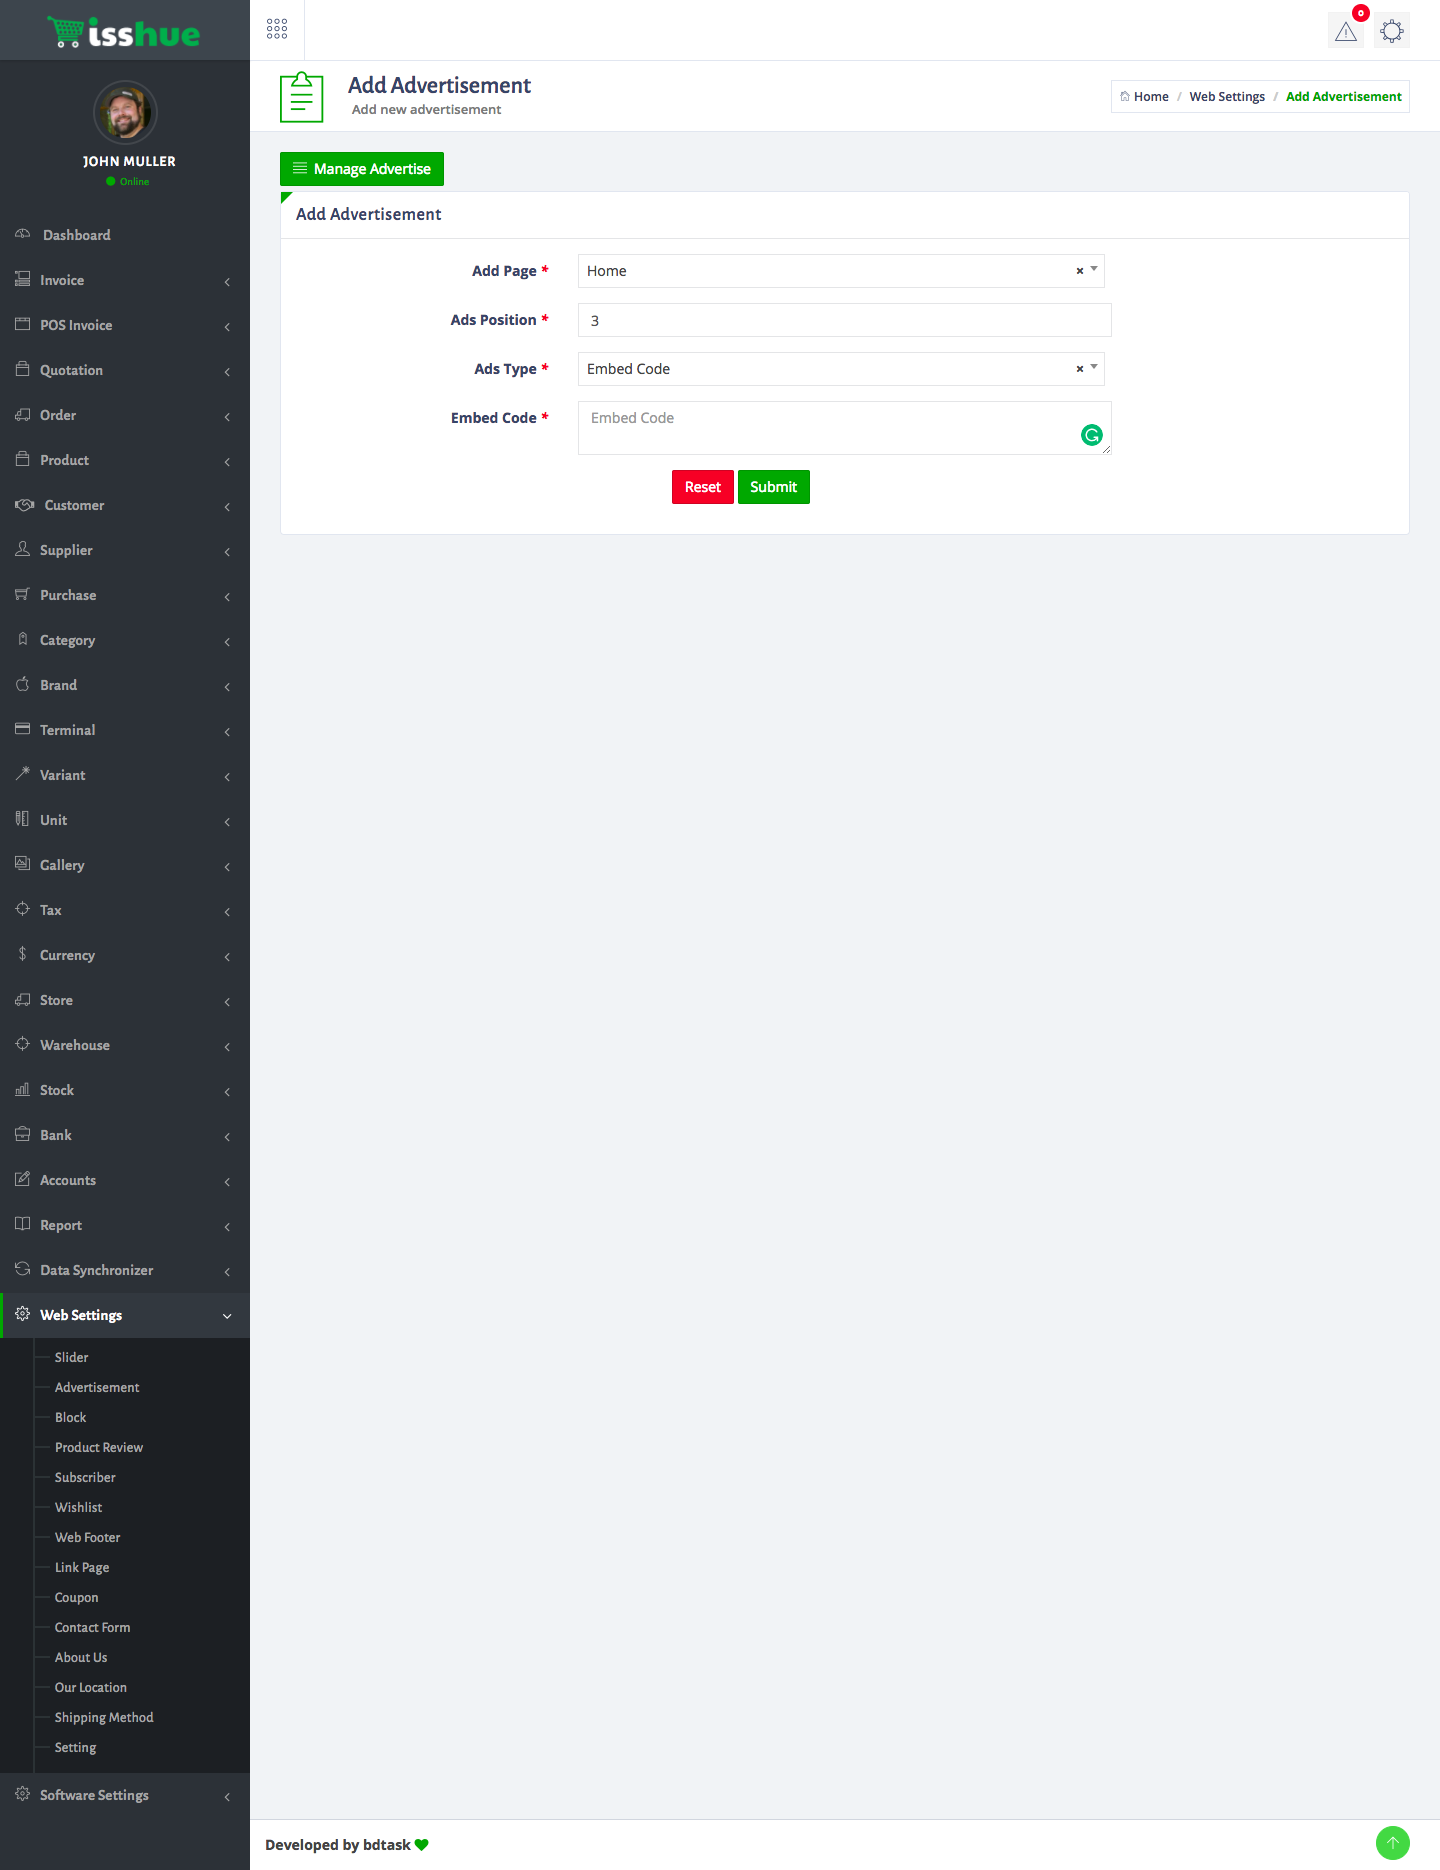 isshue
0
JOHN MULLER
Online
Dashboard
Invoice
POS Invoice
Quotation
Order
Product
Customer
Supplier
Purchase
Category
Brand
Terminal
Variant
Unit
Gallery
Tax
Currency
Store
Warehouse
Stock
Bank
Accounts
Report
Data Synchronizer
Web Settings
Slider
Advertisement
Block
Product Review
Subscriber
Wishlist
Web Footer
Link Page
Coupon
Contact Form
About Us
Our Location
Shipping Method
Setting
Software Settings
Add Advertisement
Add new advertisement
Home / Web Settings / Add Advertisement
Manage Advertise
Add Advertisement
Add Page * Home ×
Ads Position * 3
Ads Type * Embed Code ×
Embed Code * Embed Code
Reset Submit
Developed by bdtask